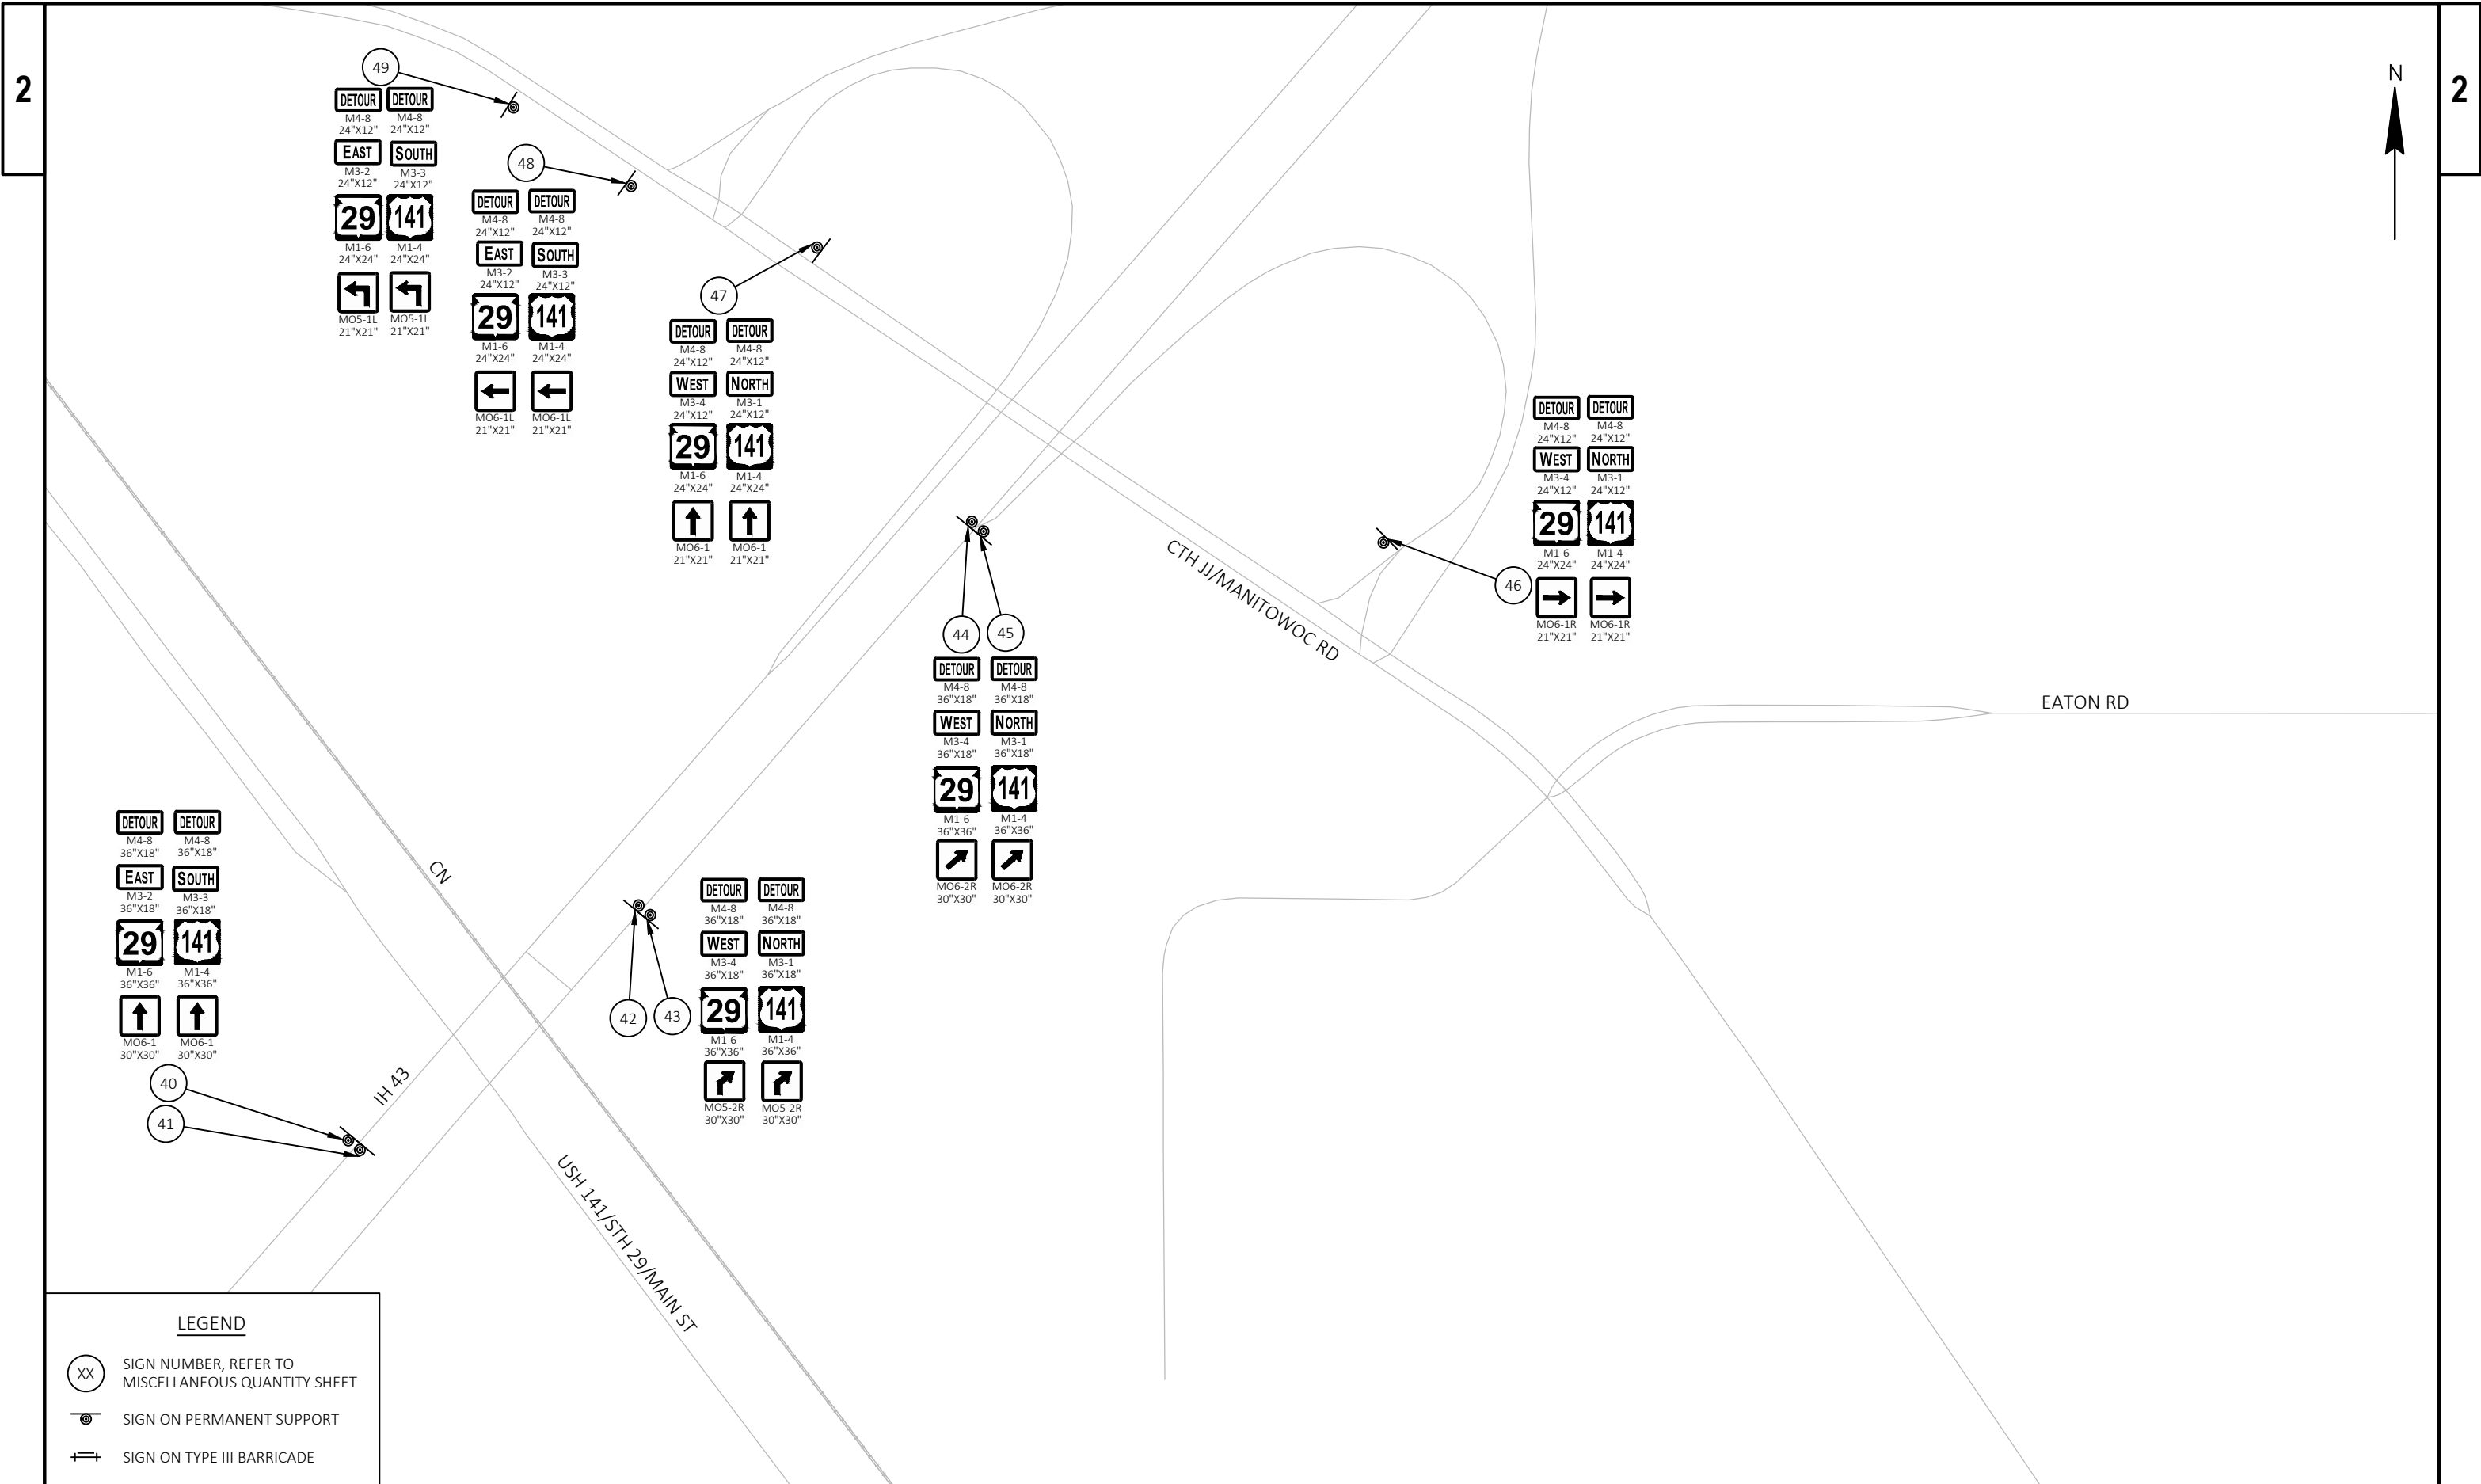 2
2
N
49
DETOUR DETOUR
M4-8 M4-8
24"X12" 24"X12"
EAST SOUTH
M3-2 M3-3
24"X12" 24"X12"
29 141
M1-6 M1-4
24"X24" 24"X24"
MO5-1L MO5-1L
21"X21" 21"X21"
48
DETOUR DETOUR
M4-8 M4-8
24"X12" 24"X12"
EAST SOUTH
M3-2 M3-3
24"X12" 24"X12"
29 141
M1-6 M1-4
24"X24" 24"X24"
MO6-1L MO6-1L
21"X21" 21"X21"
47
DETOUR DETOUR
M4-8 M4-8
24"X12" 24"X12"
WEST NORTH
M3-4 M3-1
24"X12" 24"X12"
29 141
M1-6 M1-4
24"X24" 24"X24"
MO6-1 MO6-1
21"X21" 21"X21"
46
DETOUR DETOUR
M4-8 M4-8
24"X12" 24"X12"
WEST NORTH
M3-4 M3-1
24"X12" 24"X12"
29 141
M1-6 M1-4
24"X24" 24"X24"
MO6-1R MO6-1R
21"X21" 21"X21"
CTH JJ/MANITOWOC RD
EATON RD
44 45
DETOUR DETOUR
M4-8 M4-8
36"X18" 36"X18"
WEST NORTH
M3-4 M3-1
36"X18" 36"X18"
29 141
M1-6 M1-4
36"X36" 36"X36"
MO6-2R MO6-2R
30"X30" 30"X30"
CN
DETOUR DETOUR
M4-8 M4-8
36"X18" 36"X18"
EAST SOUTH
M3-2 M3-3
36"X18" 36"X18"
29 141
M1-6 M1-4
36"X36" 36"X36"
MO6-1 MO6-1
30"X30" 30"X30"
40
41
IH 43
42 43
DETOUR DETOUR
M4-8 M4-8
36"X18" 36"X18"
WEST NORTH
M3-4 M3-1
36"X18" 36"X18"
29 141
M1-6 M1-4
36"X36" 36"X36"
MO5-2R MO5-2R
30"X30" 30"X30"
USH 141/STH 29/MAIN ST
LEGEND
XX SIGN NUMBER, REFER TO
MISCELLANEOUS QUANTITY SHEET
SIGN ON PERMANENT SUPPORT
SIGN ON TYPE III BARRICADE